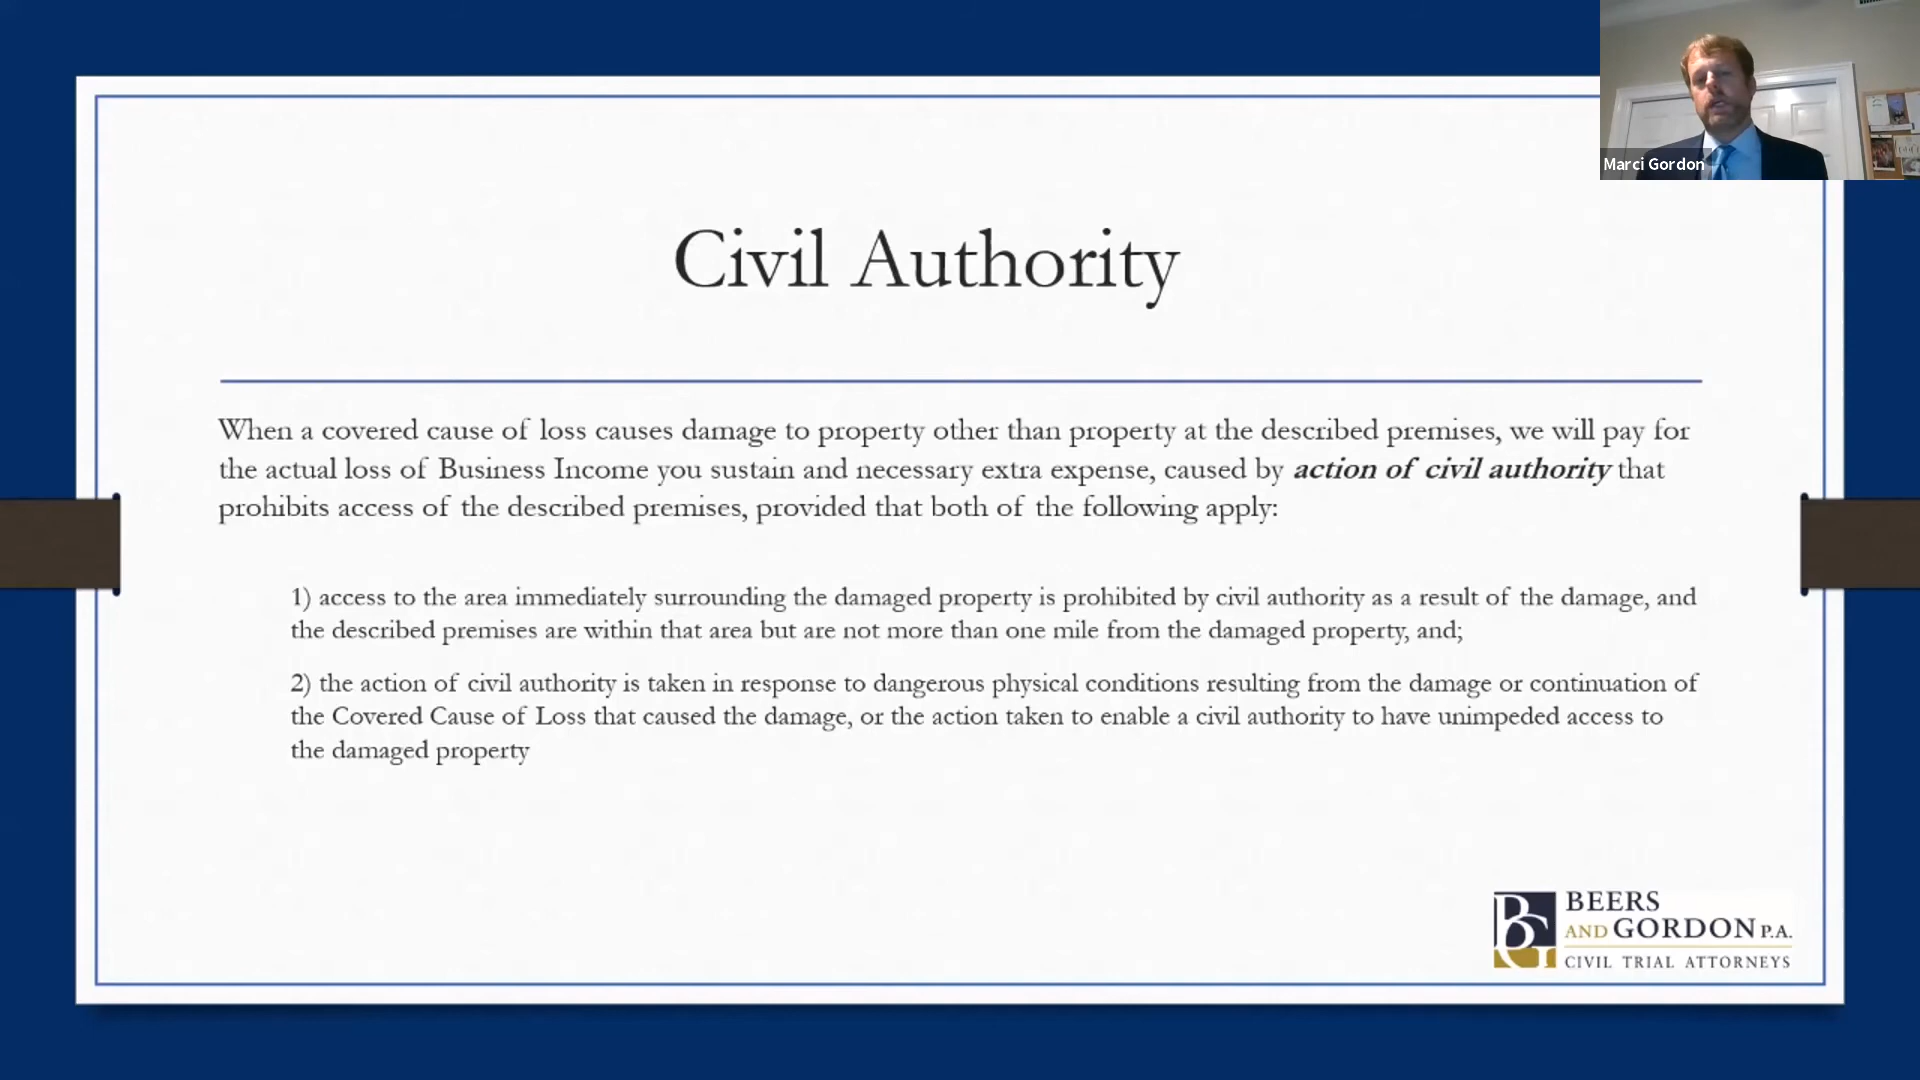 Marci Gordon
Civil Authority
When a covered cause of loss causes damage to property other than property at the described premises, we will pay for
the actual loss of Business Income you sustain and necessary extra expense, caused by action of civil authority that
prohibits access of the described premises, provided that both of the following apply:
1) access to the area immediately surrounding the damaged property is prohibited by civil authority as a result of the damage, and
the described premises are within that area but are not more than one mile from the damaged property, and;
2) the action of civil authority is taken in response to dangerous physical conditions resulting from the damage or continuation of
the Covered Cause of Loss that caused the damage, or the action taken to enable a civil authority to have unimpeded access to
the damaged property
BG
BEERS
AND GORDON P.A.
CIVIL TRIAL ATTORNEYS